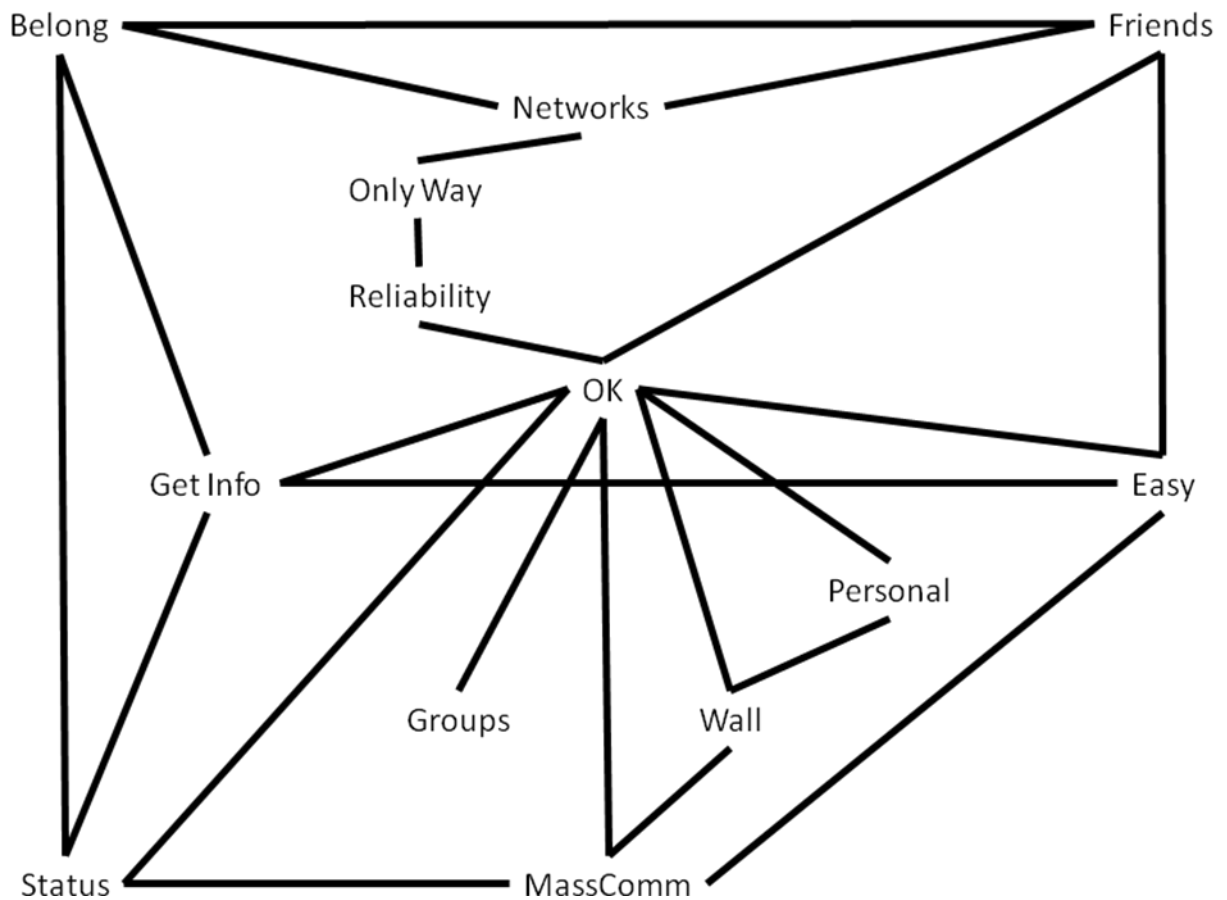 Belong
Friends
Networks
Only Way
Reliability
OK
Get Info
Easy
Personal
Groups
Wall
Status
MassComm